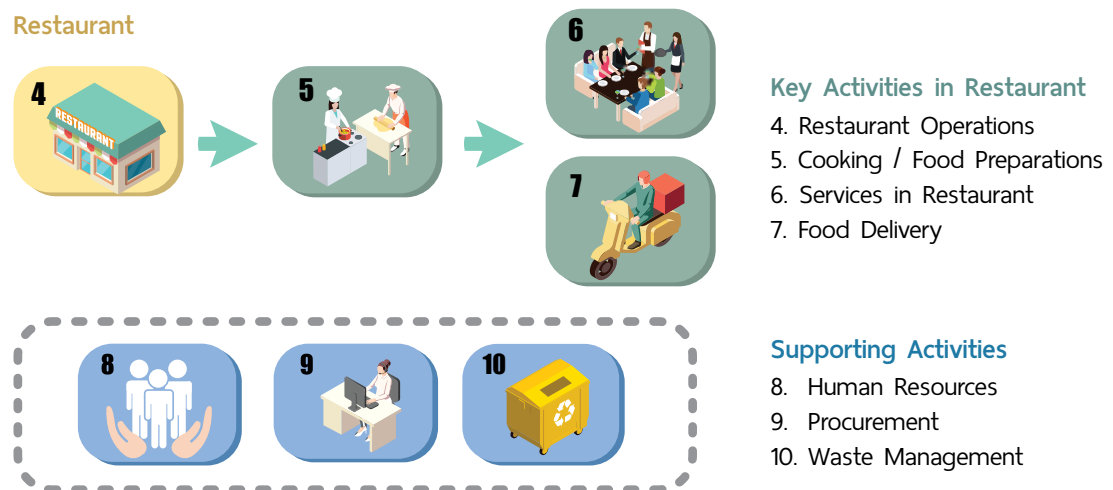 Restaurant
4
RESTAURANT
5
6
7
Key Activities in Restaurant
4. Restaurant Operations
5. Cooking / Food Preparations
6. Services in Restaurant
7. Food Delivery
8
9
10
Supporting Activities
8. Human Resources
9. Procurement
10. Waste Management